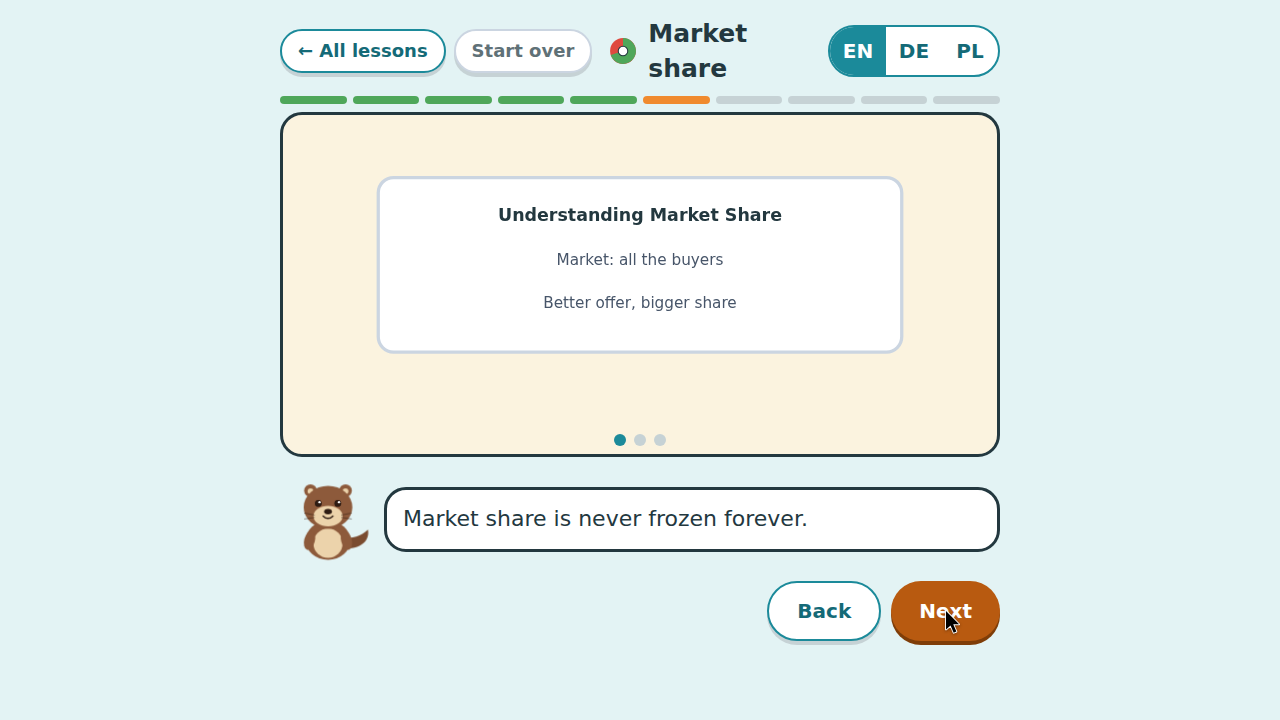 ← All lessons
Start over
Market
share
EN DE PL
Understanding Market Share
Market: all the buyers
Better offer, bigger share
Market share is never frozen forever.
Back
Next